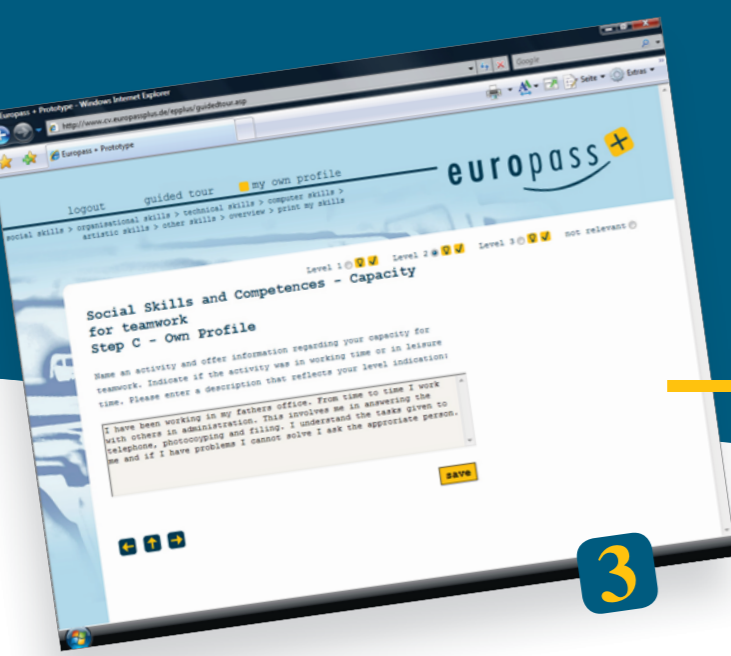 Europass + Prototype - Windows Internet Explorer
http://www.cv.europassplus.de/epplus/guidedtour.asp
Google
Europass + Prototype
Seite
Extras
logout guided tour my own profile
europass +
social skills > organisational skills > technical skills > computer skills >
artistic skills > other skills > overview > print my skills
Level 1 Level 2 Level 3 not relevant
Social Skills and Competences - Capacity
for teamwork
Step C - Own Profile
Name an activity and offer information regarding your capacity for
teamwork. Indicate if the activity was in working time or in leisure
time. Please enter a description that reflects your level indication:
I have been working in my fathers office. From time to time I work
with others in administration. This involves me in answering the
telephone, photocoyping and filing. I understand the tasks given to
me and if I have problems I cannot solve I ask the approriate person.
save
3